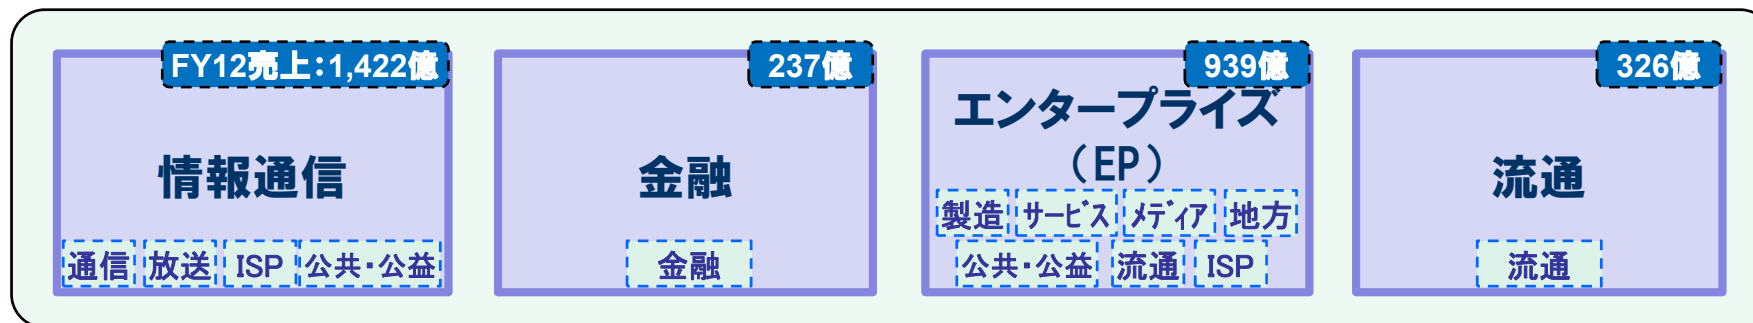 FY12売上：1,422億
情報通信
通信 放送 ISP 公共・公益
237億
金融
金融
939億
エンタープライズ
（EP）
製造 ｻｰﾋﾞｽ ﾒﾃﾞｨｱ 地方
公共・公益 流通 ISP
326億
流通
流通